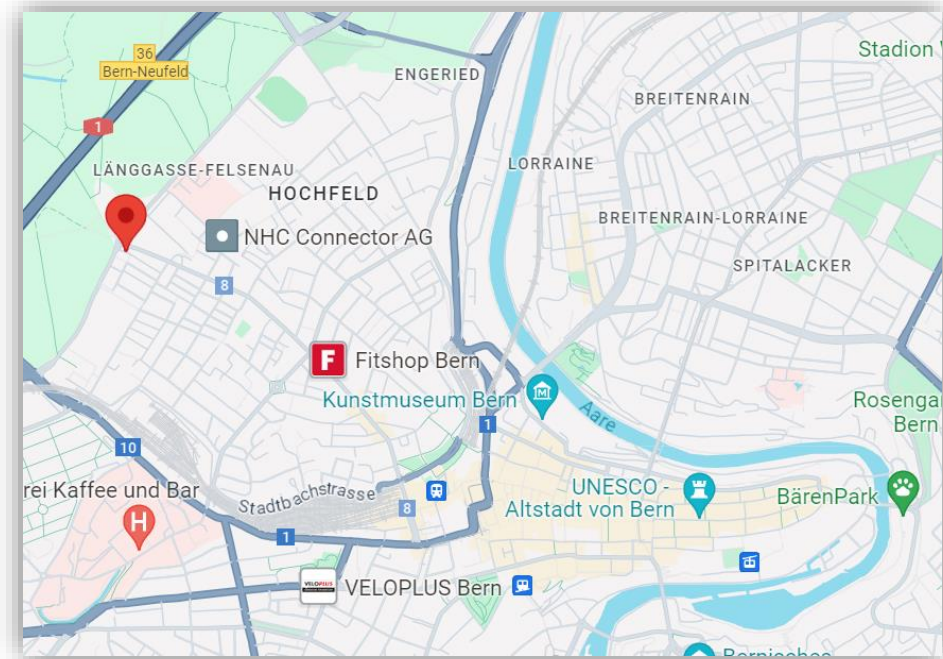 36
Bern-Neufeld
ENGERIED
Stadion
BREITENRAIN
1
LÄNGGASSE-FELSENAU
LORRAINE
HOCHFELD
BREITENRAIN-LORRAINE
NHC Connector AG
SPITALACKER
8
F
Fitshop Bern
Kunstmuseum Bern
M
Aare
Rosenga
Bern
1
10
rei Kaffee und Bar
H
Stadtbachstrasse
8
UNESCO -
Altstadt von Bern
BärenPark
1
VELOPLUS
VELOPLUS Bern